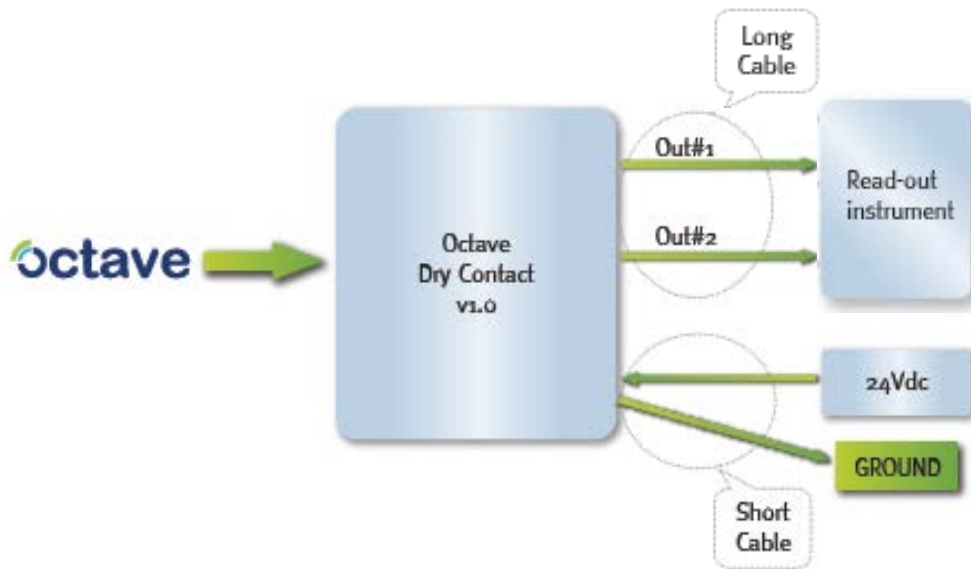 Long
Cable
Out#1
Read-out
instrument
Out#2
octave
Octave
Dry Contact
v1.0
24Vdc
GROUND
Short
Cable